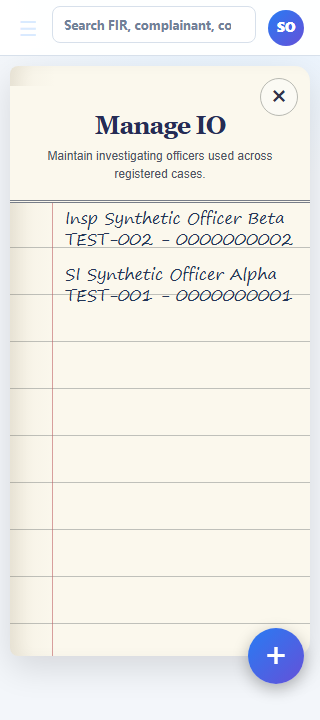 Search FIR, complainant, co
SO
Manage IO
Maintain investigating officers used across
registered cases.
Insp Synthetic Officer Beta
TEST-002 - 0000000002
SI Synthetic Officer Alpha
TEST-001 - 0000000001